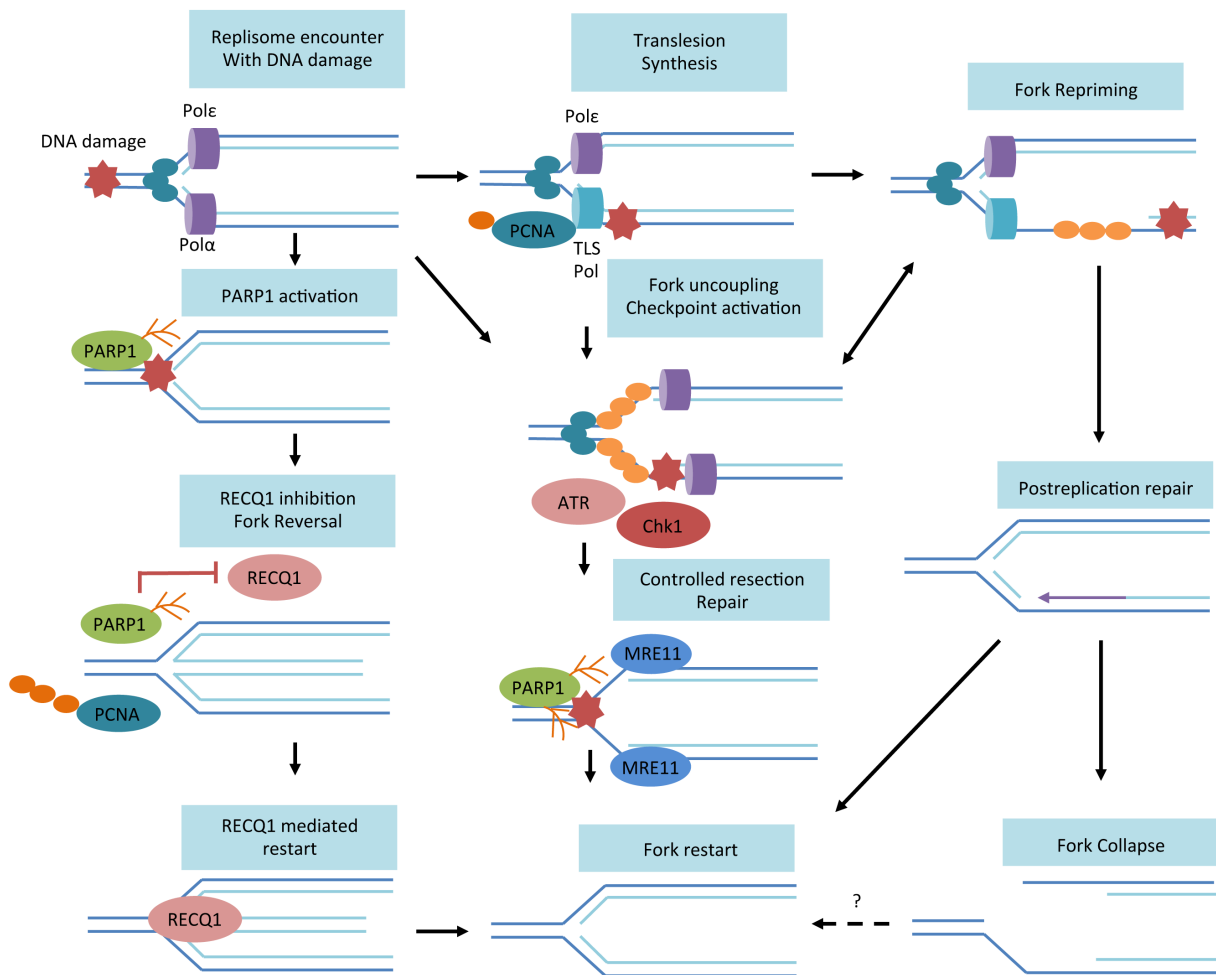 Replisome encounter
With DNA damage
Translesion
Synthesis
Fork Repriming
Polε
DNA damage
Polα
Polε
PCNA
TLS
Pol
PARP1 activation
PARP1
Fork uncoupling
Checkpoint activation
ATR
Chk1
RECQ1 inhibition
Fork Reversal
RECQ1
PARP1
PCNA
Controlled resection
Repair
MRE11
PARP1
MRE11
Postreplication repair
RECQ1 mediated
restart
RECQ1
Fork restart
?
Fork Collapse